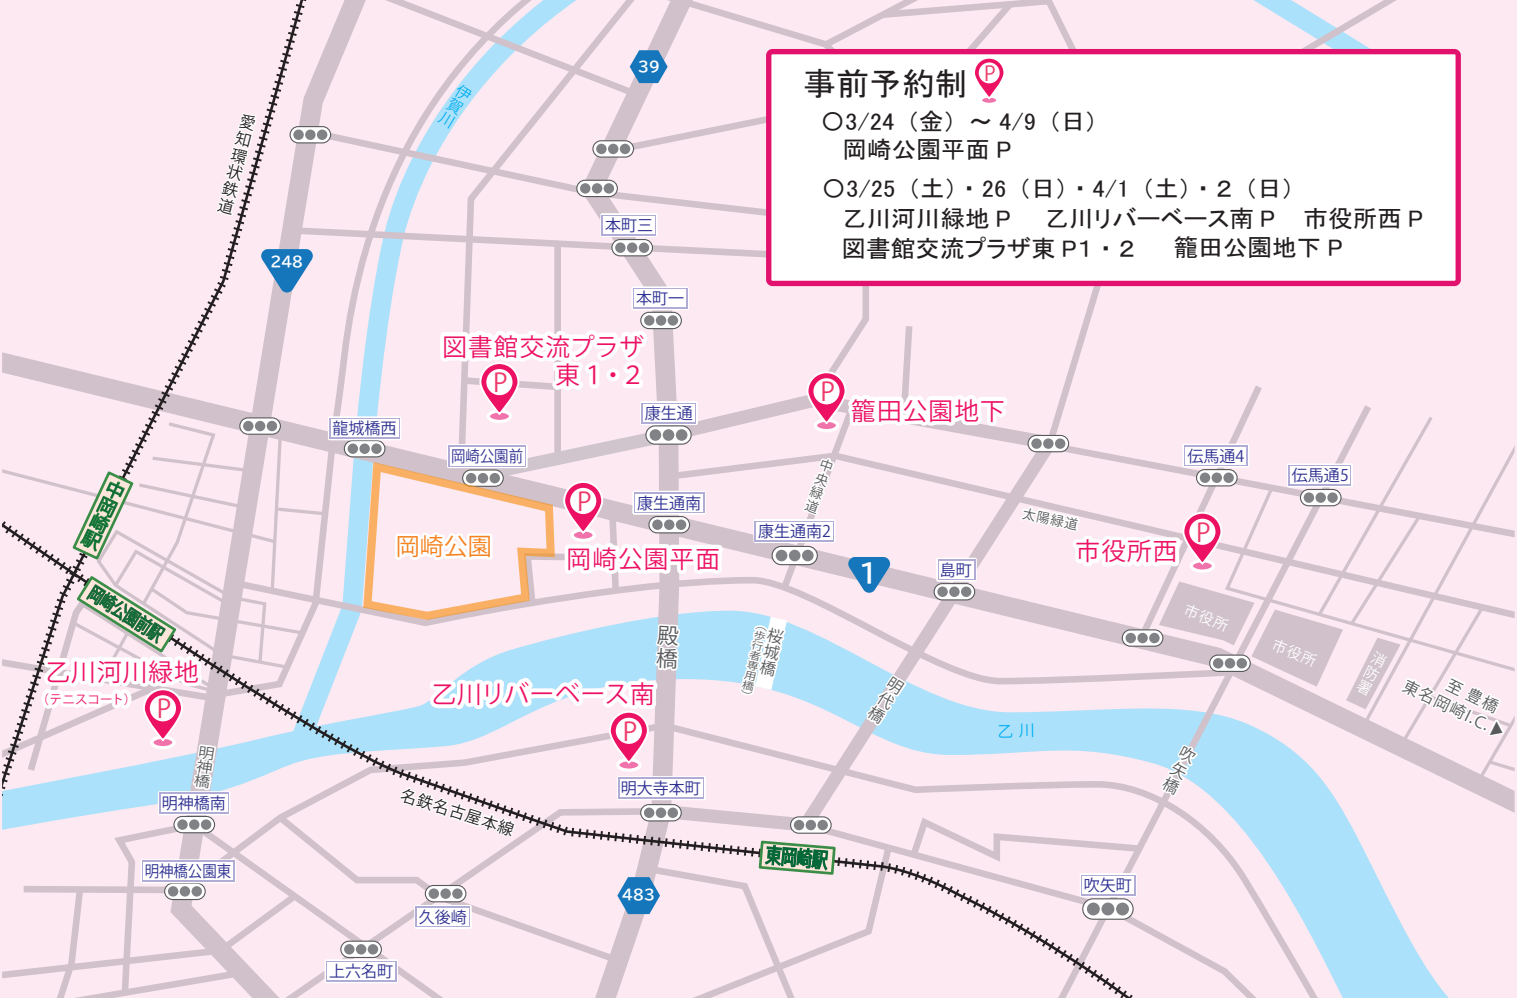 事前予約制 P
○3/24（金）～ 4/9（日）
岡崎公園平面 P
○3/25（土）・26（日）・4/1（土）・2（日）
乙川河川緑地 P　乙川リバーベース南 P　市役所西 P
図書館交流プラザ東 P1・2　籠田公園地下 P
39
伊賀川
愛知環状鉄道
本町三
248
本町一
図書館交流プラザ
東 1・2
P
P
籠田公園地下
康生通
龍城橋西
岡崎公園前
中央緑道
伝馬通4
伝馬通5
中岡崎駅
P
康生通南
康生通南2
太陽緑道
P
市役所西
岡崎公園
岡崎公園平面
1
島町
岡崎公園前駅
市役所
市役所
消防署
殿橋
桜城橋
（歩行者専用橋）
乙川河川緑地
（テニスコート）
P
乙川リバーベース南
P
明代橋
乙川
至 豊橋
東名岡崎I.C.▲
明神橋
吹矢橋
明神橋南
名鉄名古屋本線
明大寺本町
東岡崎駅
明神橋公園東
久後崎
483
吹矢町
上六名町